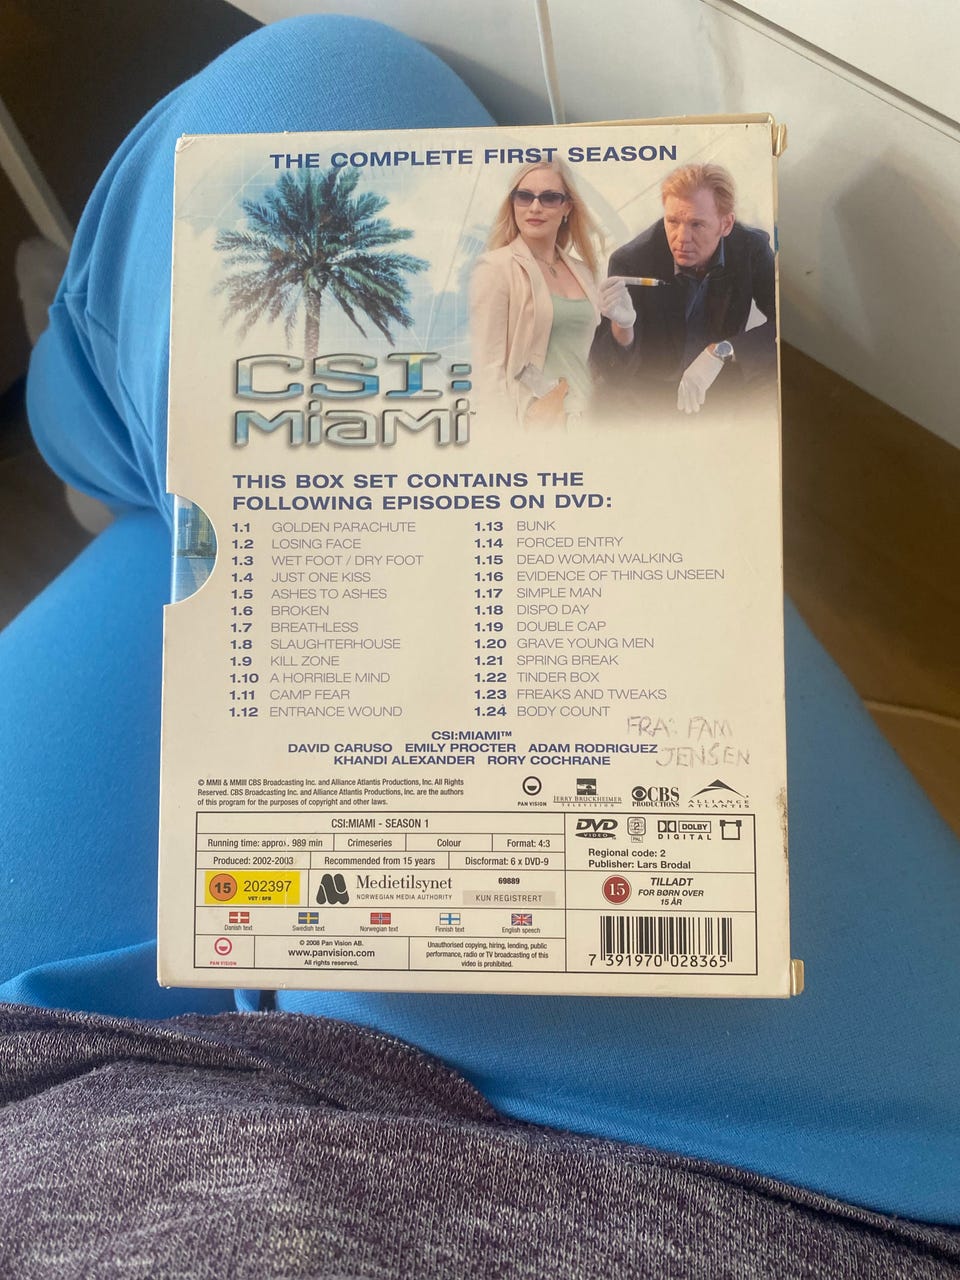 THE COMPLETE FIRST SEASON
CSI:
MiaMi™
THIS BOX SET CONTAINS THE
FOLLOWING EPISODES ON DVD:
1.1 GOLDEN PARACHUTE
1.2 LOSING FACE
1.3 WET FOOT / DRY FOOT
1.4 JUST ONE KISS
1.5 ASHES TO ASHES
1.6 BROKEN
1.7 BREATHLESS
1.8 SLAUGHTERHOUSE
1.9 KILL ZONE
1.10 A HORRIBLE MIND
1.11 CAMP FEAR
1.12 ENTRANCE WOUND
1.13 BUNK
1.14 FORCED ENTRY
1.15 DEAD WOMAN WALKING
1.16 EVIDENCE OF THINGS UNSEEN
1.17 SIMPLE MAN
1.18 DISPO DAY
1.19 DOUBLE CAP
1.20 GRAVE YOUNG MEN
1.21 SPRING BREAK
1.22 TINDER BOX
1.23 FREAKS AND TWEAKS
1.24 BODY COUNT
FRA: FAM
JENSEN
CSI:MIAMI™
DAVID CARUSO EMILY PROCTER ADAM RODRIGUEZ
KHANDI ALEXANDER RORY COCHRANE
© MMII & MMIII CBS Broadcasting Inc. and Alliance Atlantis Productions, Inc. All Rights
Reserved. CBS Broadcasting Inc. and Alliance Atlantis Productions, Inc. are the authors
of this program for the purposes of copyright and other laws.
PAN VISION
JERRY BRUCKHEIMER
TELEVISION
CBS
PRODUCTIONS
ALLIANCE
ATLANTIS
CSI:MIAMI - SEASON 1
Running time: approx. 989 min Crimeseries Colour Format: 4:3
Produced: 2002-2003 Recommended from 15 years Discformat: 6 x DVD-9
15 202397
VET / SFB
Medietilsynet
NORWEGIAN MEDIA AUTHORITY
69889
KUN REGISTRERT
Danish text Swedish text Norwegian text Finnish text English speech
PAN VISION
© 2008 Pan Vision AB.
www.panvision.com
All rights reserved.
Unauthorised copying, hiring, lending, public
performance, radio or TV broadcasting of this
video is prohibited.
DVD
VIDEO
2
PAL
DOLBY
DIGITAL
Regional code: 2
Publisher: Lars Brodal
15
TILLADT
FOR BØRN OVER
15 ÅR
7 391970 028365